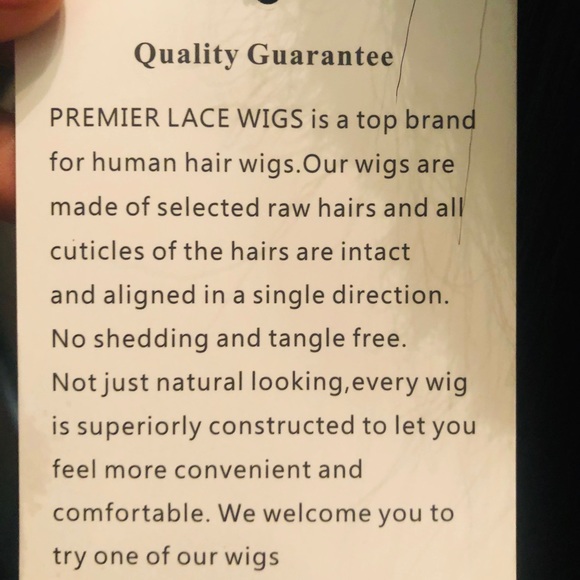 Quality Guarantee
PREMIER LACE WIGS is a top brand
for human hair wigs.Our wigs are
made of selected raw hairs and all
cuticles of the hairs are intact
and aligned in a single direction.
No shedding and tangle free.
Not just natural looking,every wig
is superiorly constructed to let you
feel more convenient and
comfortable. We welcome you to
try one of our wigs